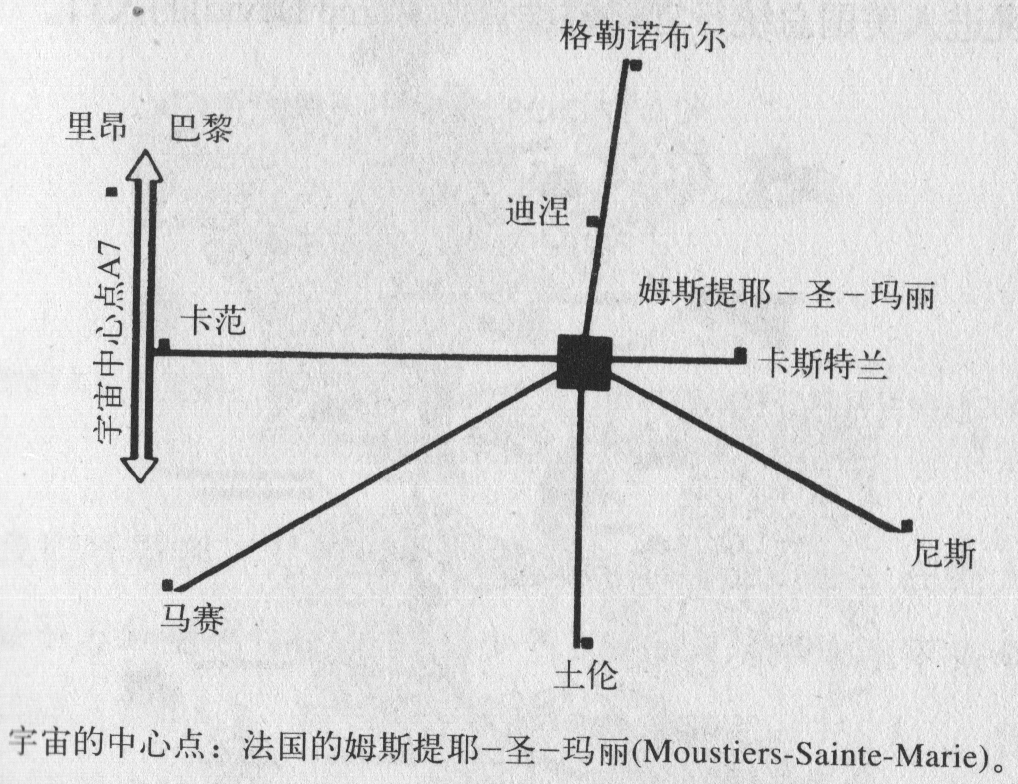 格勒诺布尔
里昂 巴黎
迪涅
宇宙中心点A7
姆斯提耶－圣－玛丽
卡范
卡斯特兰
尼斯
马赛
土伦
宇宙的中心点：法国的姆斯提耶－圣－玛丽(Moustiers-Sainte-Marie)。